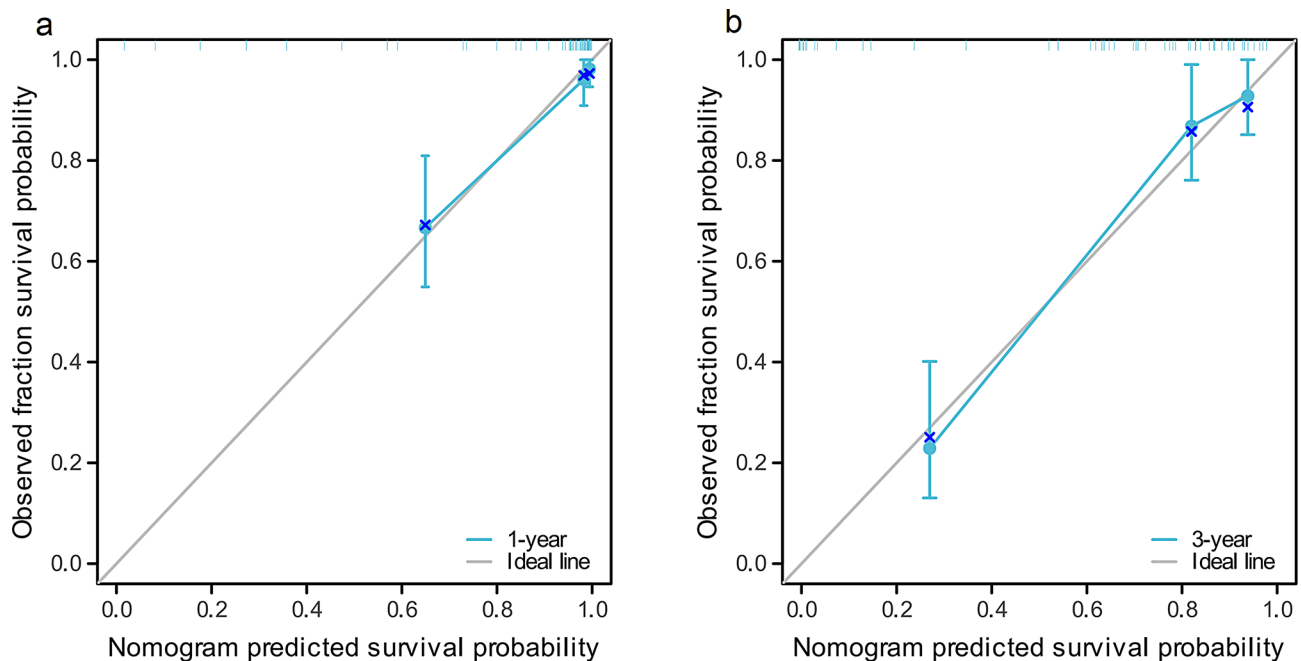 a
Observed fraction survival probability
1.0
0.8
0.6
0.4
0.2
0.0
1-year
Ideal line
0.0 0.2 0.4 0.6 0.8 1.0
Nomogram predicted survival probability
b
Observed fraction survival probability
1.0
0.8
0.6
0.4
0.2
0.0
3-year
Ideal line
0.0 0.2 0.4 0.6 0.8 1.0
Nomogram predicted survival probability